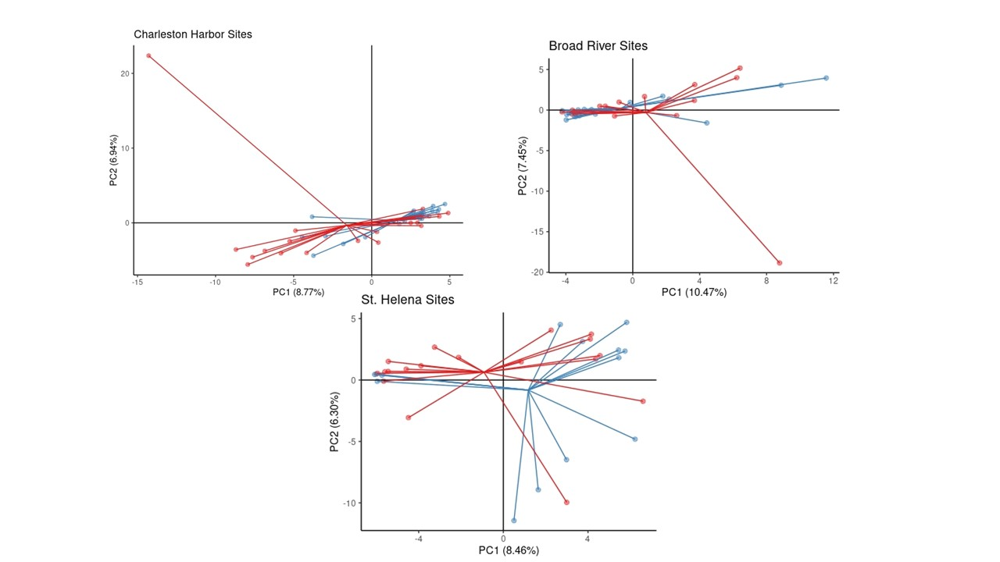 Charleston Harbor Sites
20
10
0
PC2 (6.94%)
-15
-10
-5
0
5
PC1 (8.77%)
Broad River Sites
5
0
-5
-10
-15
-20
PC2 (7.45%)
-4
0
4
8
12
PC1 (10.47%)
St. Helena Sites
5
0
-5
-10
PC2 (6.30%)
-4
0
4
PC1 (8.46%)